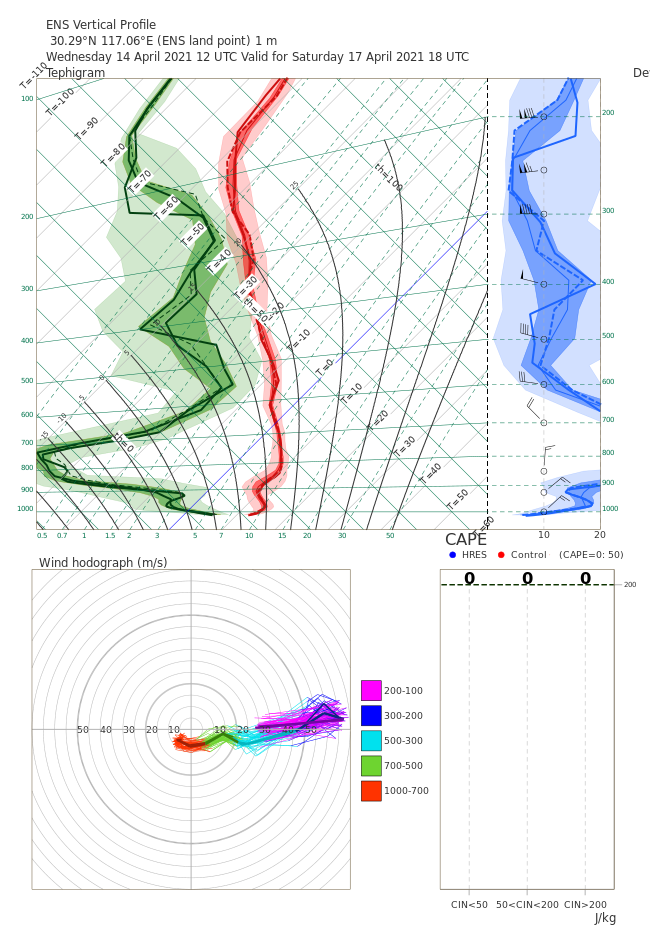 ENS Vertical Profile
30.29°N 117.06°E (ENS land point) 1 m
Wednesday 14 April 2021 12 UTC Valid for Saturday 17 April 2021 18 UTC
Tephigram
De
T=-110
T=-100
T=-90
T=-80
T=-70
T=-60
T=-50
T=-40
T=-30
T=-20
T=-10
T=0
T=10
T=20
T=30
T=40
T=50
T=60
th=100
th=50
th=0
100
200
300
400
500
600
700
800
900
1000
0.5 0.7 1 1.5 2 3 5 7 10 15 20 30 50
200
300
400
500
600
700
800
900
1000
10 20
CAPE
HRES Control (CAPE=0: 50)
0 0 0
200
CIN<50 50<CIN<200 CIN>200
J/kg
Wind hodograph (m/s)
50 40 30 20 10 10 20 30 40 50
200-100
300-200
500-300
700-500
1000-700